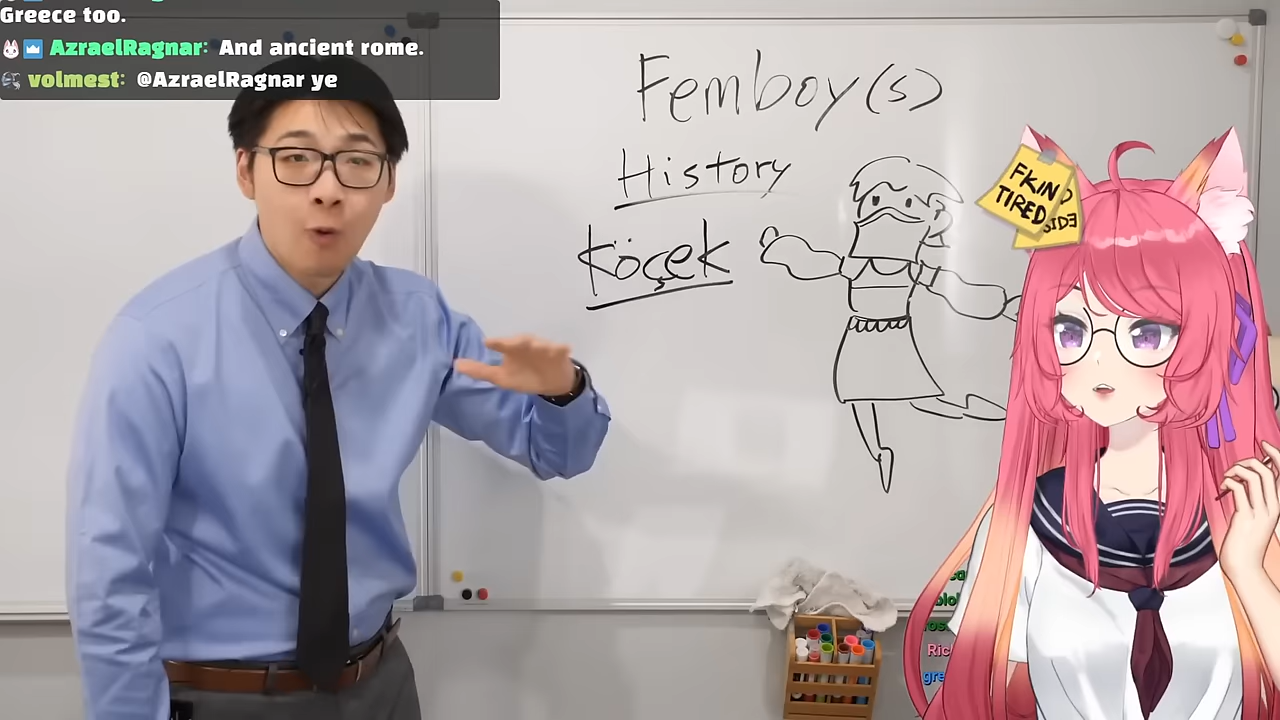 Greece too.
AzraelRagnar: And ancient rome.
volmest: @AzraelRagnar ye
Femboy(s)
History
Köçek
FKIN
TIRED